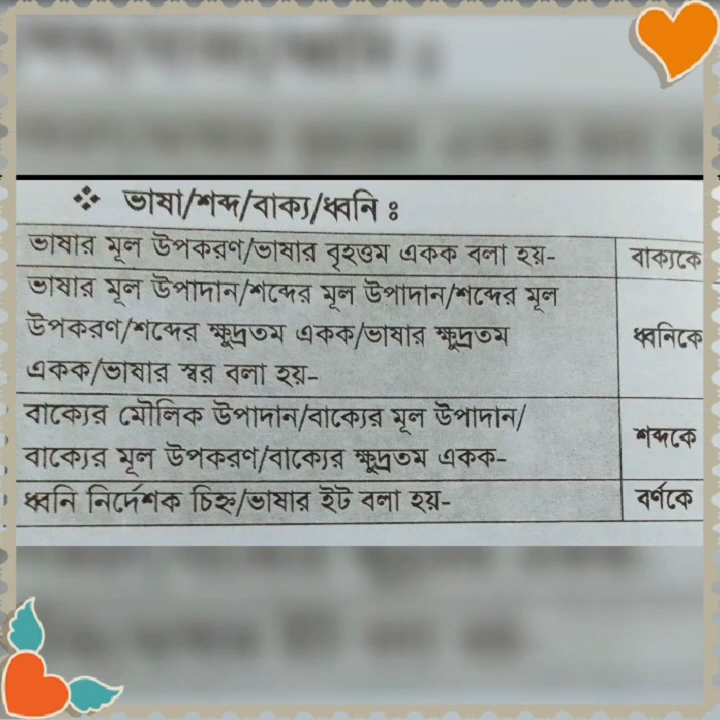 ❖ ভাষা/শব্দ/বাক্য/ধ্বনি ঃ
ভাষার মূল উপকরণ/ভাষার বৃহত্তম একক বলা হয়- বাক্যকে
ভাষার মূল উপাদান/শব্দের মূল উপাদান/শব্দের মূল
উপকরণ/শব্দের ক্ষুদ্রতম একক/ভাষার ক্ষুদ্রতম ধ্বনিকে
একক/ভাষার স্বর বলা হয়-
বাক্যের মৌলিক উপাদান/বাক্যের মূল উপাদান/ শব্দকে
বাক্যের মূল উপকরণ/বাক্যের ক্ষুদ্রতম একক-
ধ্বনি নির্দেশক চিহ্ন/ভাষার ইট বলা হয়- বর্ণকে